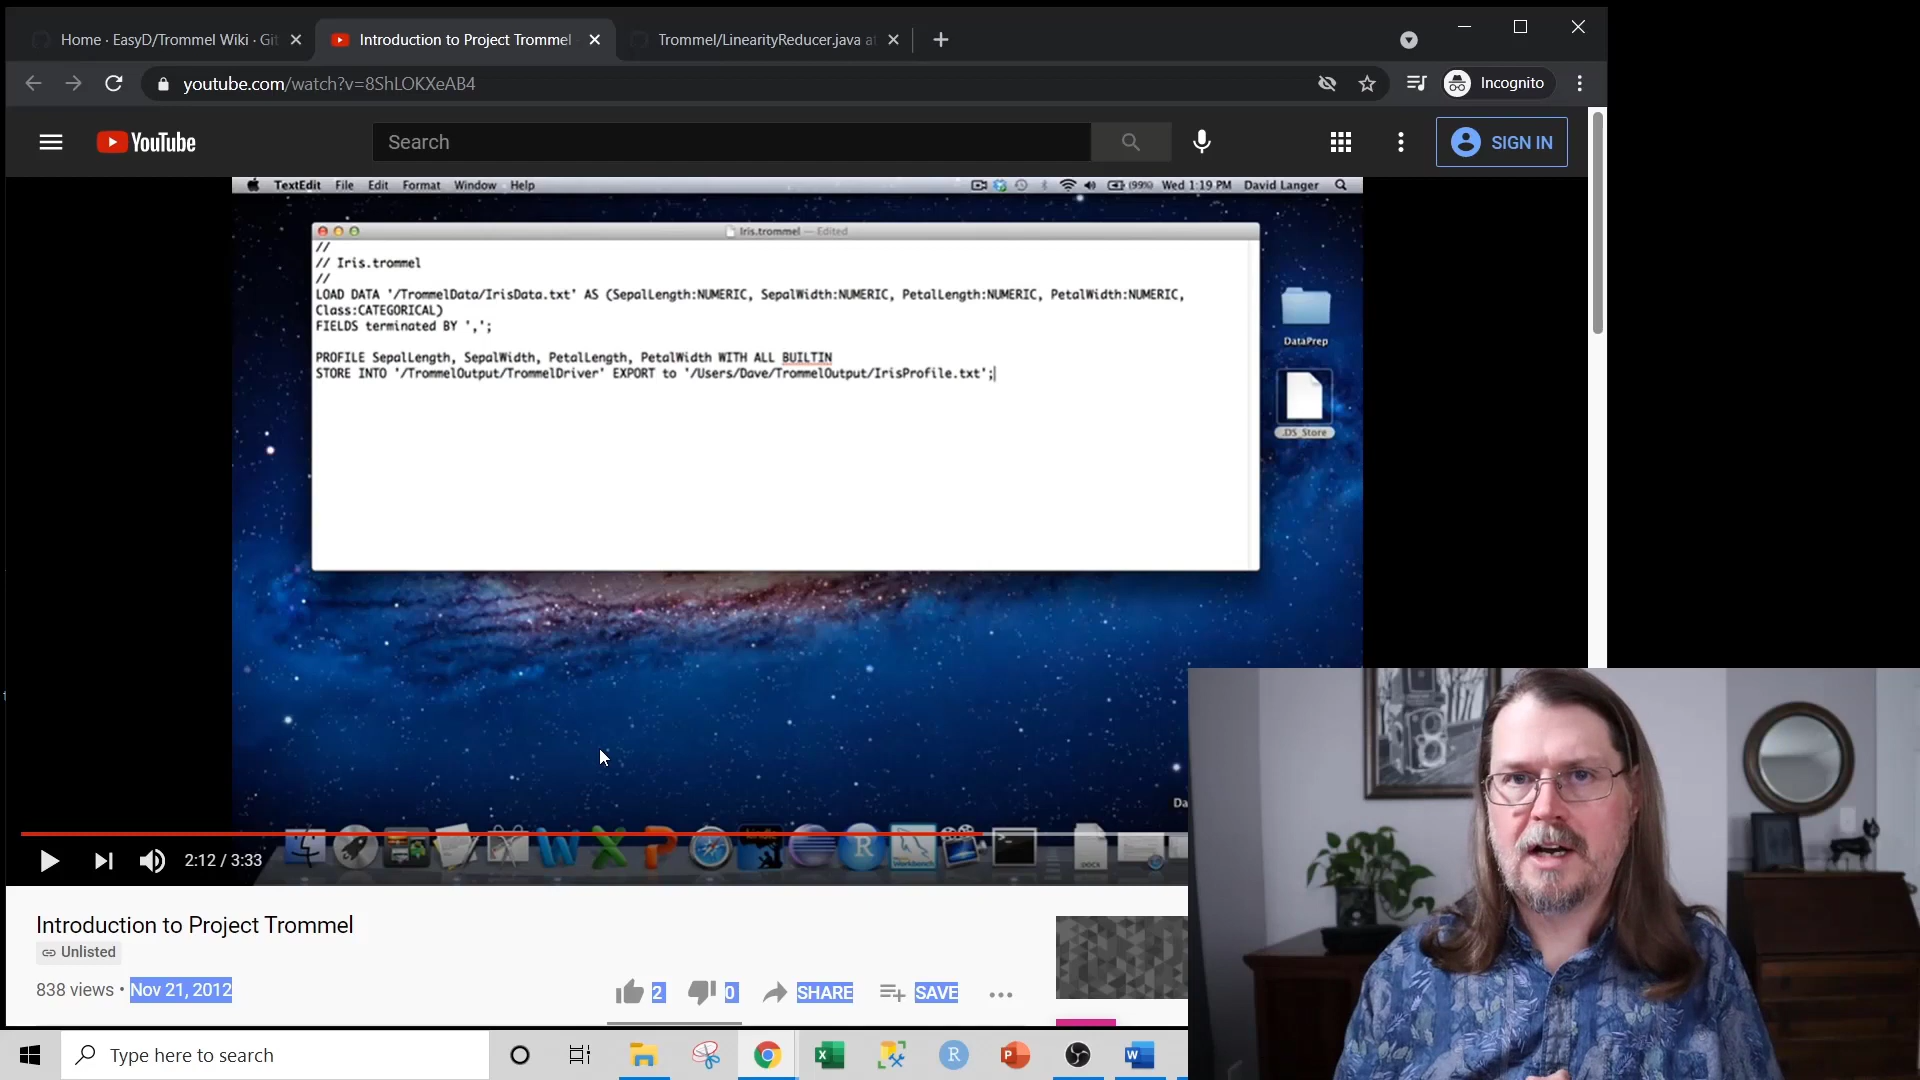 Home · EasyD/Trommel Wiki · Git
Introduction to Project Trommel
Trommel/LinearityReducer.java at
youtube.com/watch?v=8ShLOKXeAB4
Incognito
YouTube
Search
SIGN IN
TextEdit File Edit Format Window Help
(99%) Wed 1:19 PM David Langer
Iris.trommel — Edited
//
// Iris.trommel
//
LOAD DATA '/TrommelData/IrisData.txt' AS (SepalLength:NUMERIC, SepalWidth:NUMERIC, PetalLength:NUMERIC, PetalWidth:NUMERIC,
Class:CATEGORICAL)
FIELDS terminated BY ',';
PROFILE SepalLength, SepalWidth, PetalLength, PetalWidth WITH ALL BUILTIN
STORE INTO '/TrommelOutput/TrommelDriver' EXPORT to '/Users/Dave/TrommelOutput/IrisProfile.txt';
DataPrep
.DS_Store
Da
2:12 / 3:33
Introduction to Project Trommel
Unlisted
838 views • Nov 21, 2012
2
0
SHARE
SAVE
Type here to search